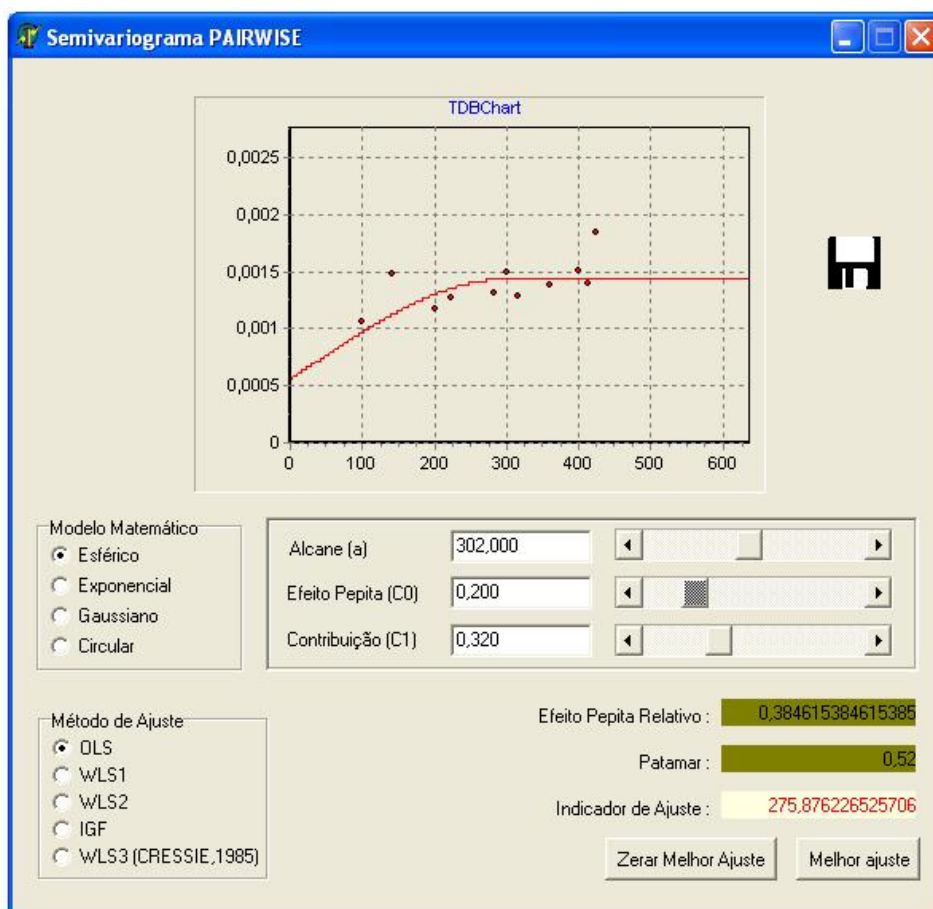 Semivariograma PAIRWISE
TDBChart
0,0025
0,002
0,0015
0,001
0,0005
0
0 100 200 300 400 500 600
Modelo Matemático
Esférico
Exponencial
Gaussiano
Circular
Alcane (a) 302,000
Efeito Pepita (C0) 0,200
Contribuição (C1) 0,320
Método de Ajuste
OLS
WLS1
WLS2
IGF
WLS3 (CRESSIE,1985)
Efeito Pepita Relativo : 0,384615384615385
Patamar : 0,52
Indicador de Ajuste : 275,876226525706
Zerar Melhor Ajuste Melhor ajuste